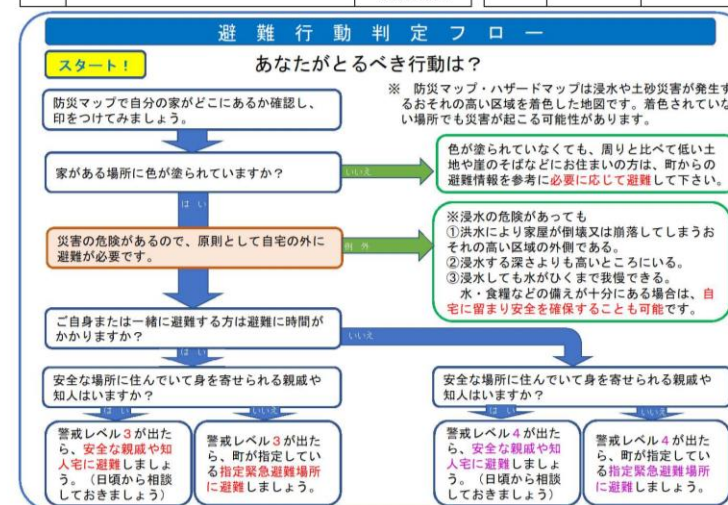 避難行動判定フロー
スタート！
あなたがとるべき行動は？
防災マップで自分の家がどこにあるか確認し、
印をつけてみましょう。
※　防災マップ・ハザードマップは浸水や土砂災害が発生す
るおそれの高い区域を着色した地図です。着色されていな
い場所でも災害が起こる可能性があります。
家がある場所に色が塗られていますか？
いいえ
色が塗られていなくても、周りと比べて低い土
地や崖のそばなどにお住まいの方は、町からの
避難情報を参考に必要に応じて避難して下さい。
はい
災害の危険があるので、原則として自宅の外に
避難が必要です。
例外
※浸水の危険があっても
①洪水により家屋が倒壊又は崩落してしまうお
それの高い区域の外側である。
②浸水する深さよりも高いところにいる。
③浸水しても水がひくまで我慢できる。
水・食糧などの備えが十分にある場合は、自
宅に留まり安全を確保することも可能です。
ご自身または一緒に避難する方は避難に時間が
かかりますか？
いいえ
はい
安全な場所に住んでいて身を寄せられる親戚や
知人はいますか？
はい
いいえ
警戒レベル３が出た
ら、安全な親戚や知
人宅に避難しましょ
う。（日頃から相談
しておきましょう）
警戒レベル３が出た
ら、町が指定してい
る指定緊急避難場所
に避難しましょう。
安全な場所に住んでいて身を寄せられる親戚や
知人はいますか？
はい
いいえ
警戒レベル４が出た
ら、安全な親戚や知
人宅に避難しましょ
う。（日頃から相談
しておきましょう）
警戒レベル４が出た
ら、町が指定してい
る指定緊急避難場所
に避難しましょう。